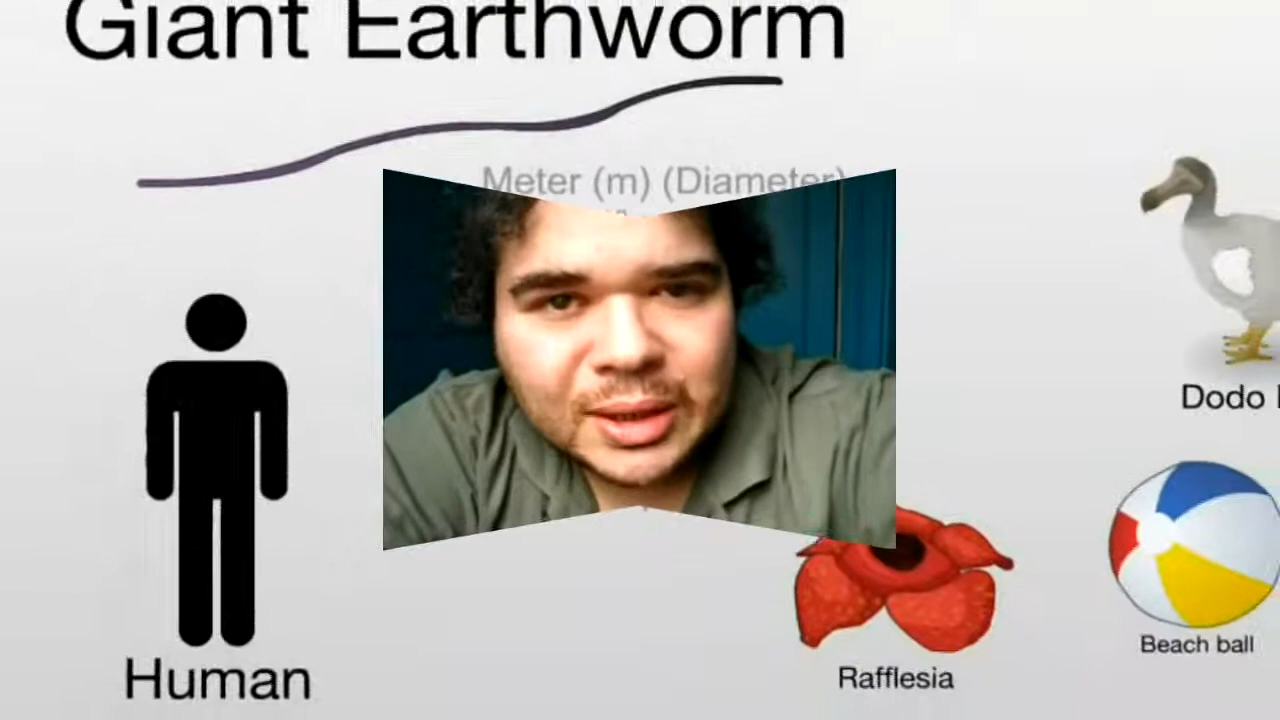 Giant Earthworm
Meter (m) (Diameter)
Dodo
Beach ball
Rafflesia
Human